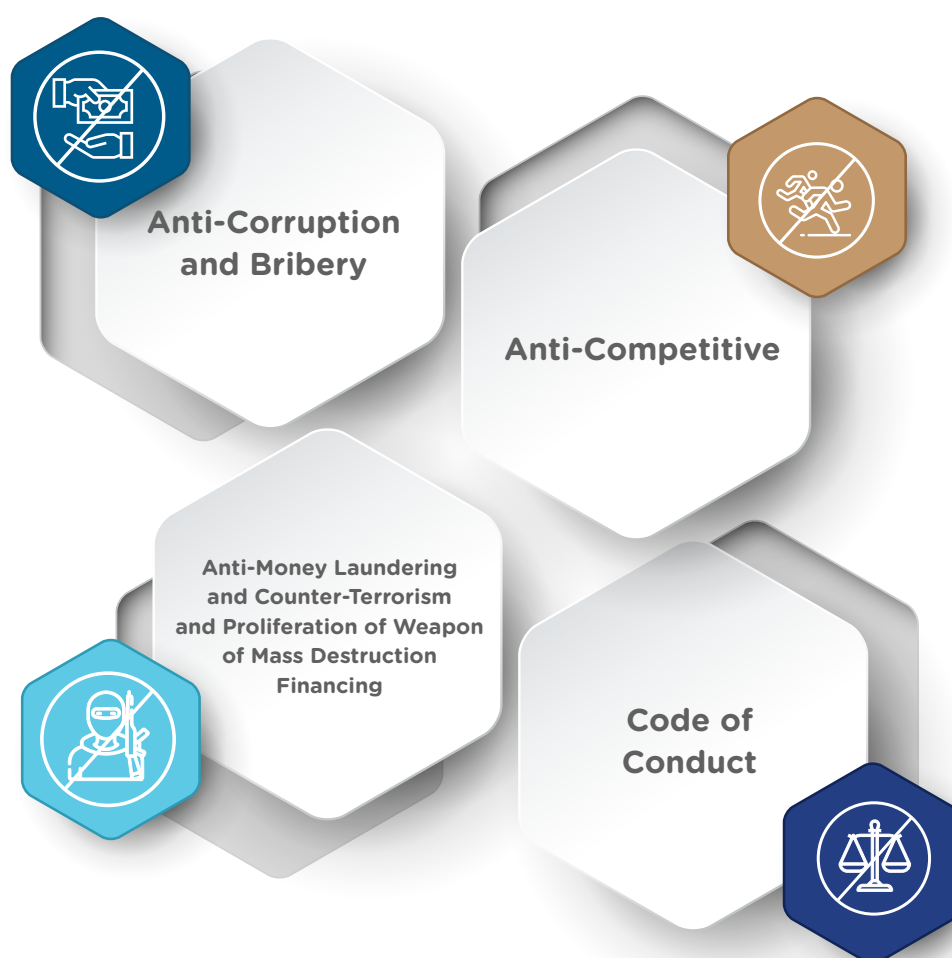 Anti-Corruption
and Bribery
Anti-Competitive
Anti-Money Laundering
and Counter-Terrorism
and Proliferation of Weapon
of Mass Destruction
Financing
Code of
Conduct